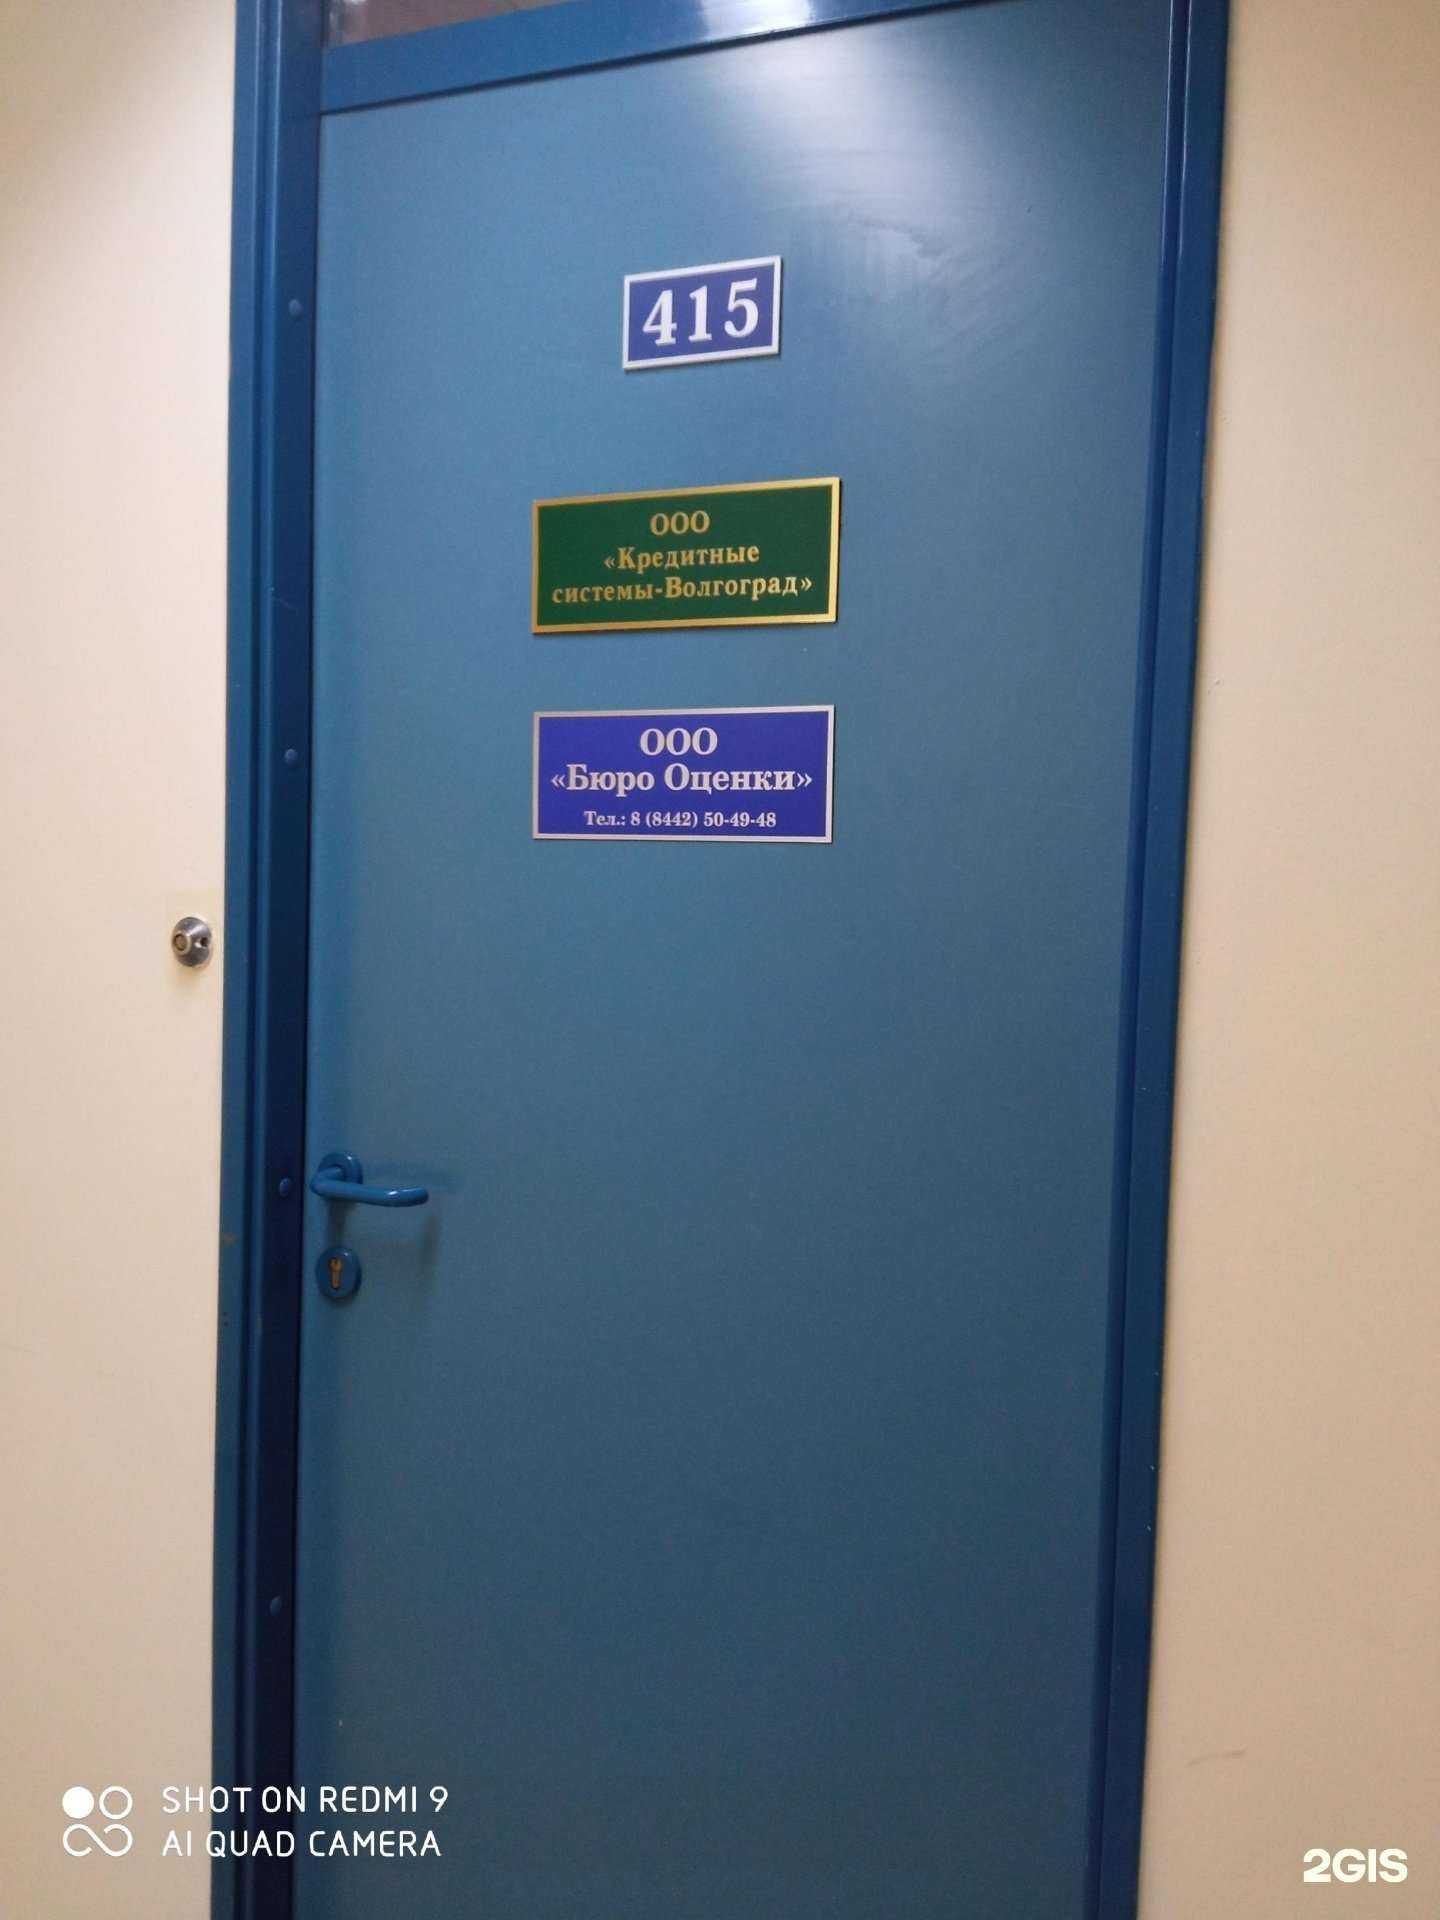 415
ООО
«Кредитные
системы-Волгоград»
ООО
«Бюро Оценки»
Тел.: 8 (8442) 50-49-48
SHOT ON REDMI 9
AI QUAD CAMERA
2GIS